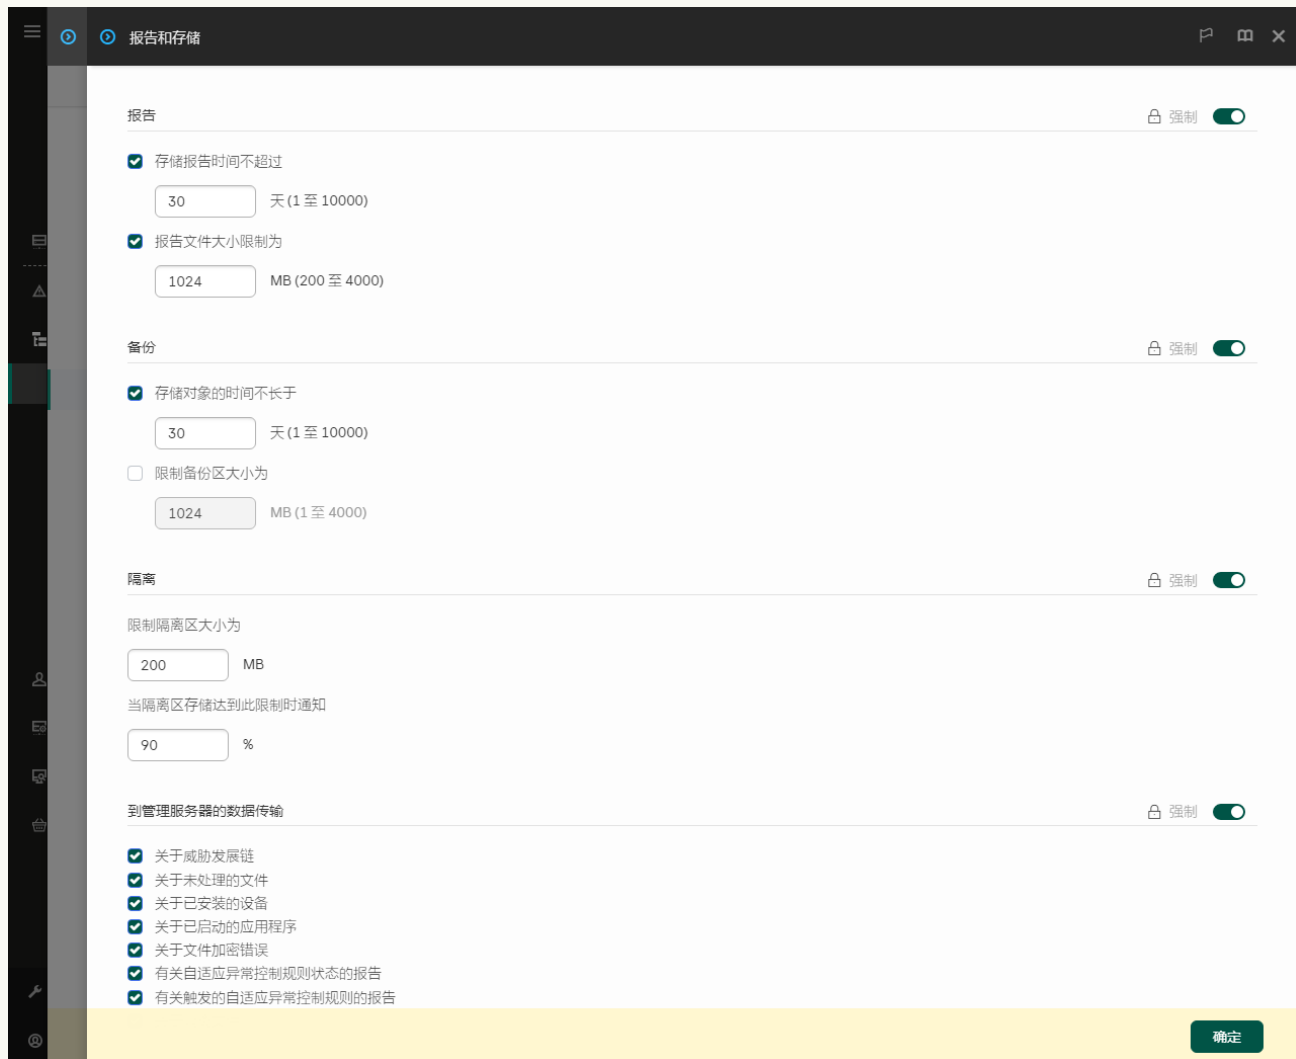 报告和存储
报告
强制
存储报告时间不超过
30
天 (1 至 10000)
报告文件大小限制为
1024
MB (200 至 4000)
备份
强制
存储对象的时间不长于
30
天 (1 至 10000)
限制备份区大小为
1024
MB (1 至 4000)
隔离
强制
限制隔离区大小为
200
MB
当隔离区存储达到此限制时通知
90
%
到管理服务器的数据传输
强制
关于威胁发展链
关于未处理的文件
关于已安装的设备
关于已启动的应用程序
关于文件加密错误
有关自适应异常控制规则状态的报告
有关触发的自适应异常控制规则的报告
确定